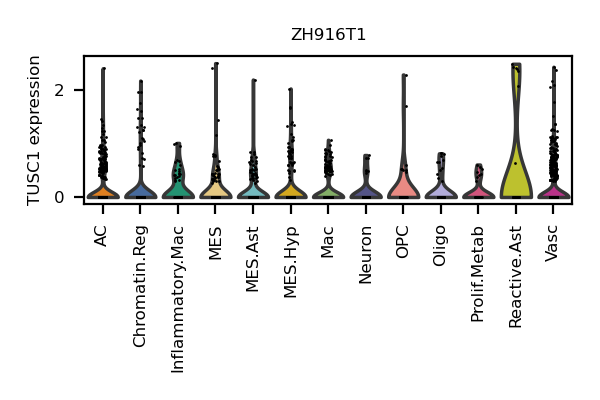 ZH916T1
TUSC1 expression
2
0
AC
Chromatin.Reg
Inflammatory.Mac
MES
MES.Ast
MES.Hyp
Mac
Neuron
OPC
Oligo
Prolif.Metab
Reactive.Ast
Vasc